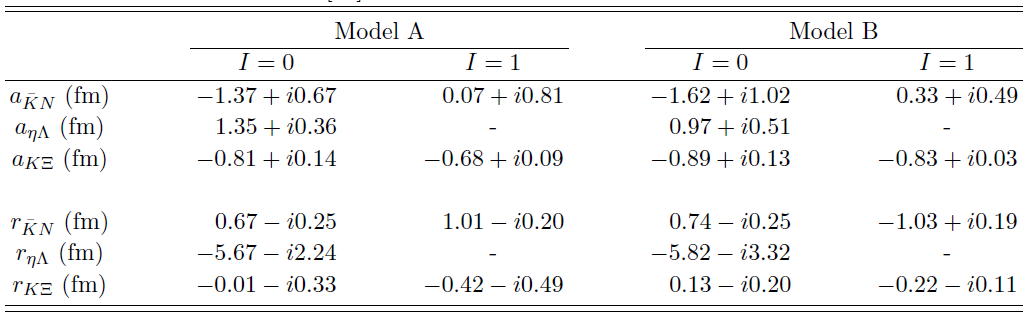 Model A Model B
I = 0 I = 1 I = 0 I = 1
a_{K̄N} (fm) −1.37 + i0.67 0.07 + i0.81 −1.62 + i1.02 0.33 + i0.49
a_{ηΛ} (fm) 1.35 + i0.36 - 0.97 + i0.51 -
a_{KΞ} (fm) −0.81 + i0.14 −0.68 + i0.09 −0.89 + i0.13 −0.83 + i0.03
r_{K̄N} (fm) 0.67 − i0.25 1.01 − i0.20 0.74 − i0.25 −1.03 + i0.19
r_{ηΛ} (fm) −5.67 − i2.24 - −5.82 − i3.32 -
r_{KΞ} (fm) −0.01 − i0.33 −0.42 − i0.49 0.13 − i0.20 −0.22 − i0.11